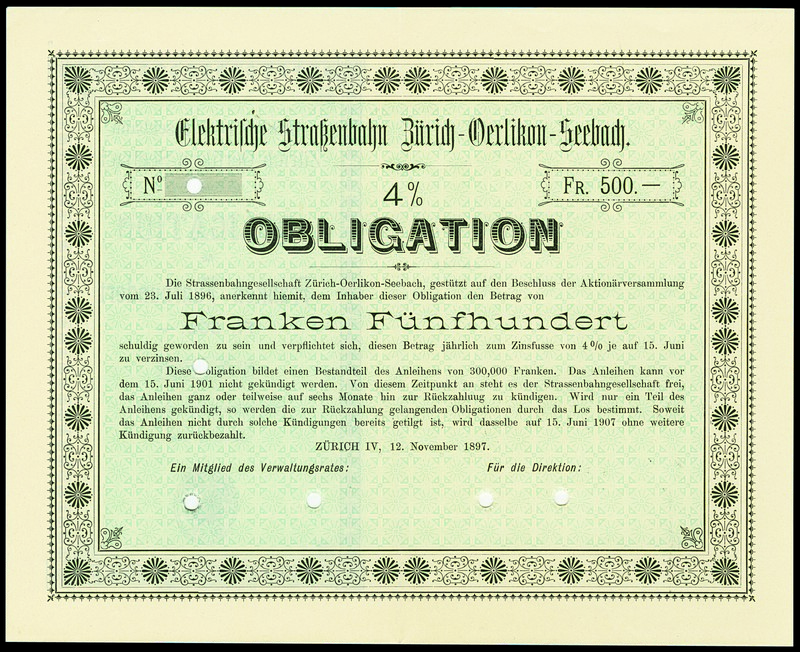 Elektrische Straßenbahn Zürich-Oerlikon-Seebach.
No
4%
FR. 500.—
OBLIGATION
Die Strassenbahngesellschaft Zürich-Oerlikon-Seebach, gestützt auf den Beschluss der Aktionärversammlung
vom 23. Juli 1896, anerkennt hiemit, dem Inhaber dieser Obligation den Betrag von
Franken Fünfhundert
schuldig geworden zu sein und verpflichtet sich, diesen Betrag jährlich zum Zinsfusse von 4% je auf 15. Juni
zu verzinsen.
Diese bligation bildet einen Bestandteil des Anleihens von 300,000 Franken. Das Anleihen kann vor
dem 15. Juni 1901 nicht gekündigt werden. Von diesem Zeitpunkt an steht es der Strassenbahngesellschaft frei,
das Anleihen ganz oder teilweise auf sechs Monate hin zur Rückzahluug zu kündigen. Wird nur ein Teil des
Anleihens gekündigt, so werden die zur Rückzahlung gelangenden Obligationen durch das Los bestimmt. Soweit
das Anleihen nicht durch solche Kündigungen bereits getilgt ist, wird dasselbe auf 15. Juni 1907 ohne weitere
Kündigung zurückbezahlt.
ZÜRICH IV, 12. November 1897.
Ein Mitglied des Verwaltungsrates:
Für die Direktion: